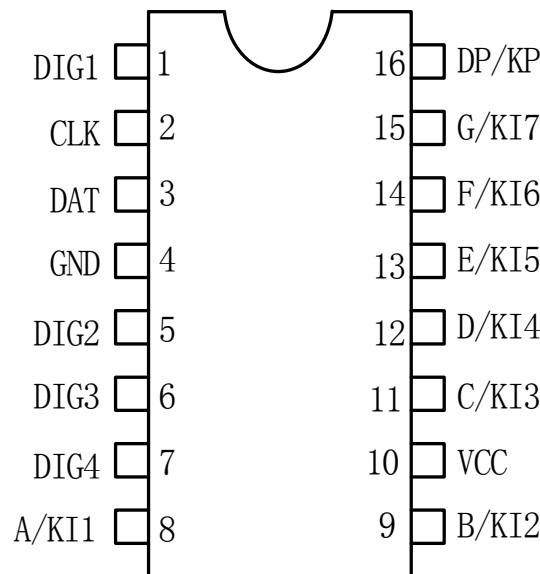 DIG1 1 16 DP/KP
CLK 2 15 G/KI7
DAT 3 14 F/KI6
GND 4 13 E/KI5
DIG2 5 12 D/KI4
DIG3 6 11 C/KI3
DIG4 7 10 VCC
A/KI1 8 9 B/KI2